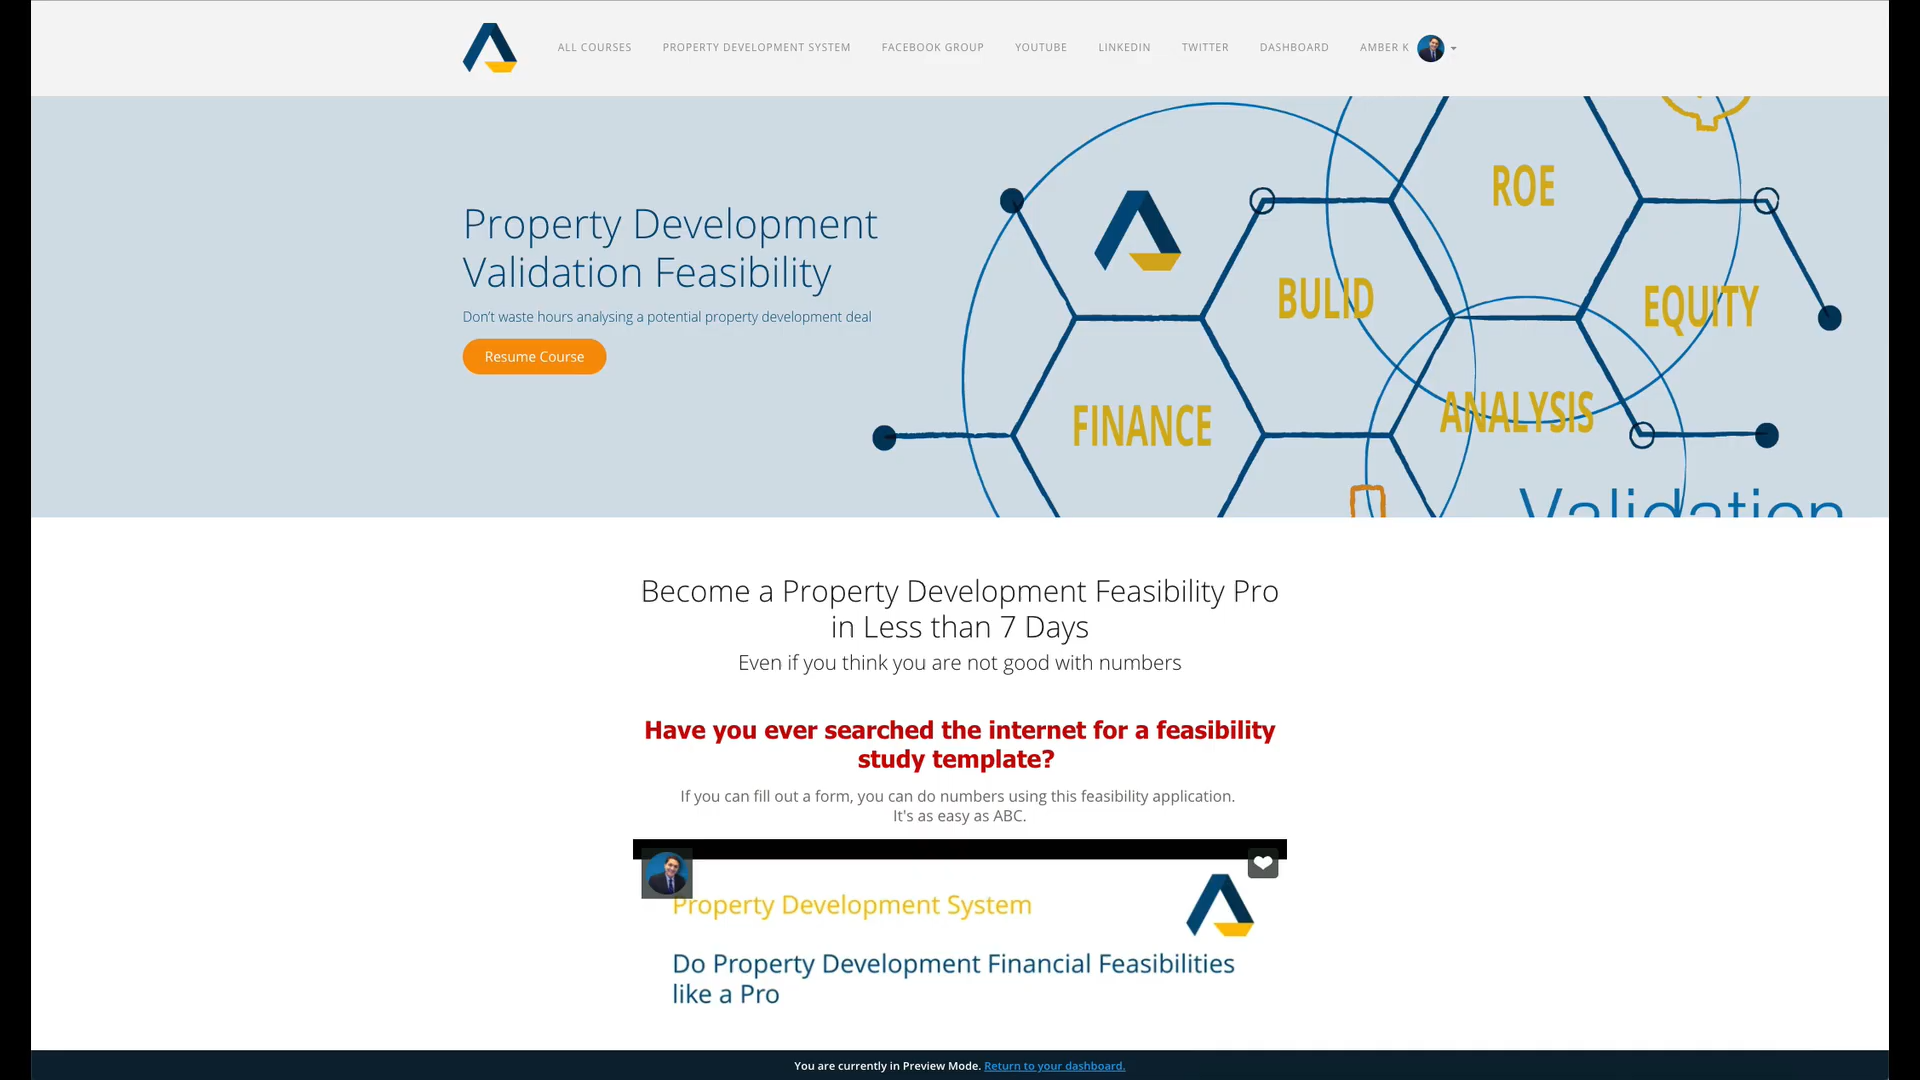 ALL COURSES PROPERTY DEVELOPMENT SYSTEM FACEBOOK GROUP YOUTUBE LINKEDIN TWITTER DASHBOARD AMBER K
Property Development
Validation Feasibility
Don't waste hours analysing a potential property development deal
Resume Course
ROE
BULID
EQUITY
ANALYSIS
FINANCE
Validation
Become a Property Development Feasibility Pro
in Less than 7 Days
Even if you think you are not good with numbers
Have you ever searched the internet for a feasibility
study template?
If you can fill out a form, you can do numbers using this feasibility application.
It's as easy as ABC.
Property Development System
Do Property Development Financial Feasibilities
like a Pro
You are currently in Preview Mode. Return to your dashboard.